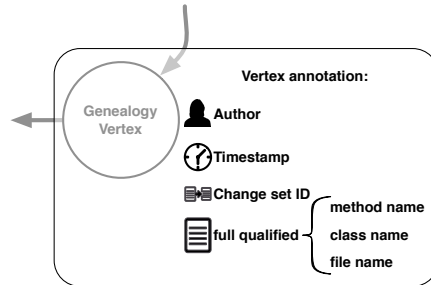 Vertex annotation:
Genealogy
Vertex
Author
Timestamp
Change set ID
full qualified
method name
class name
file name